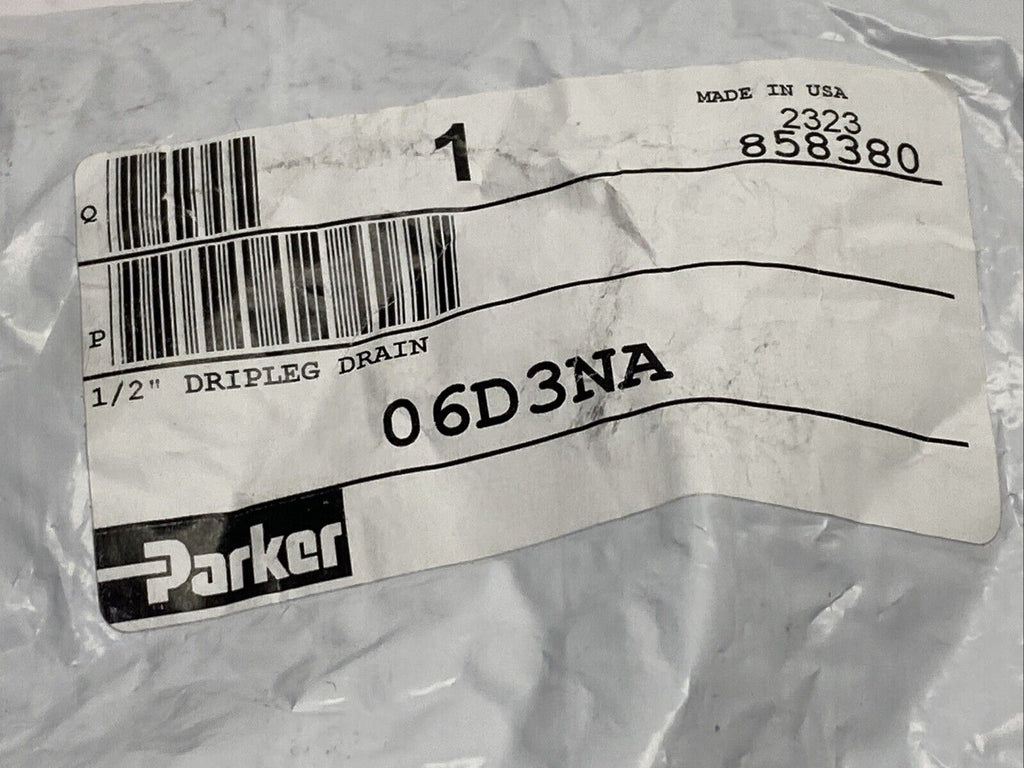 MADE IN USA
2323
858380
Q
1
P
1/2" DRIPLEG DRAIN
06D3NA
Parker